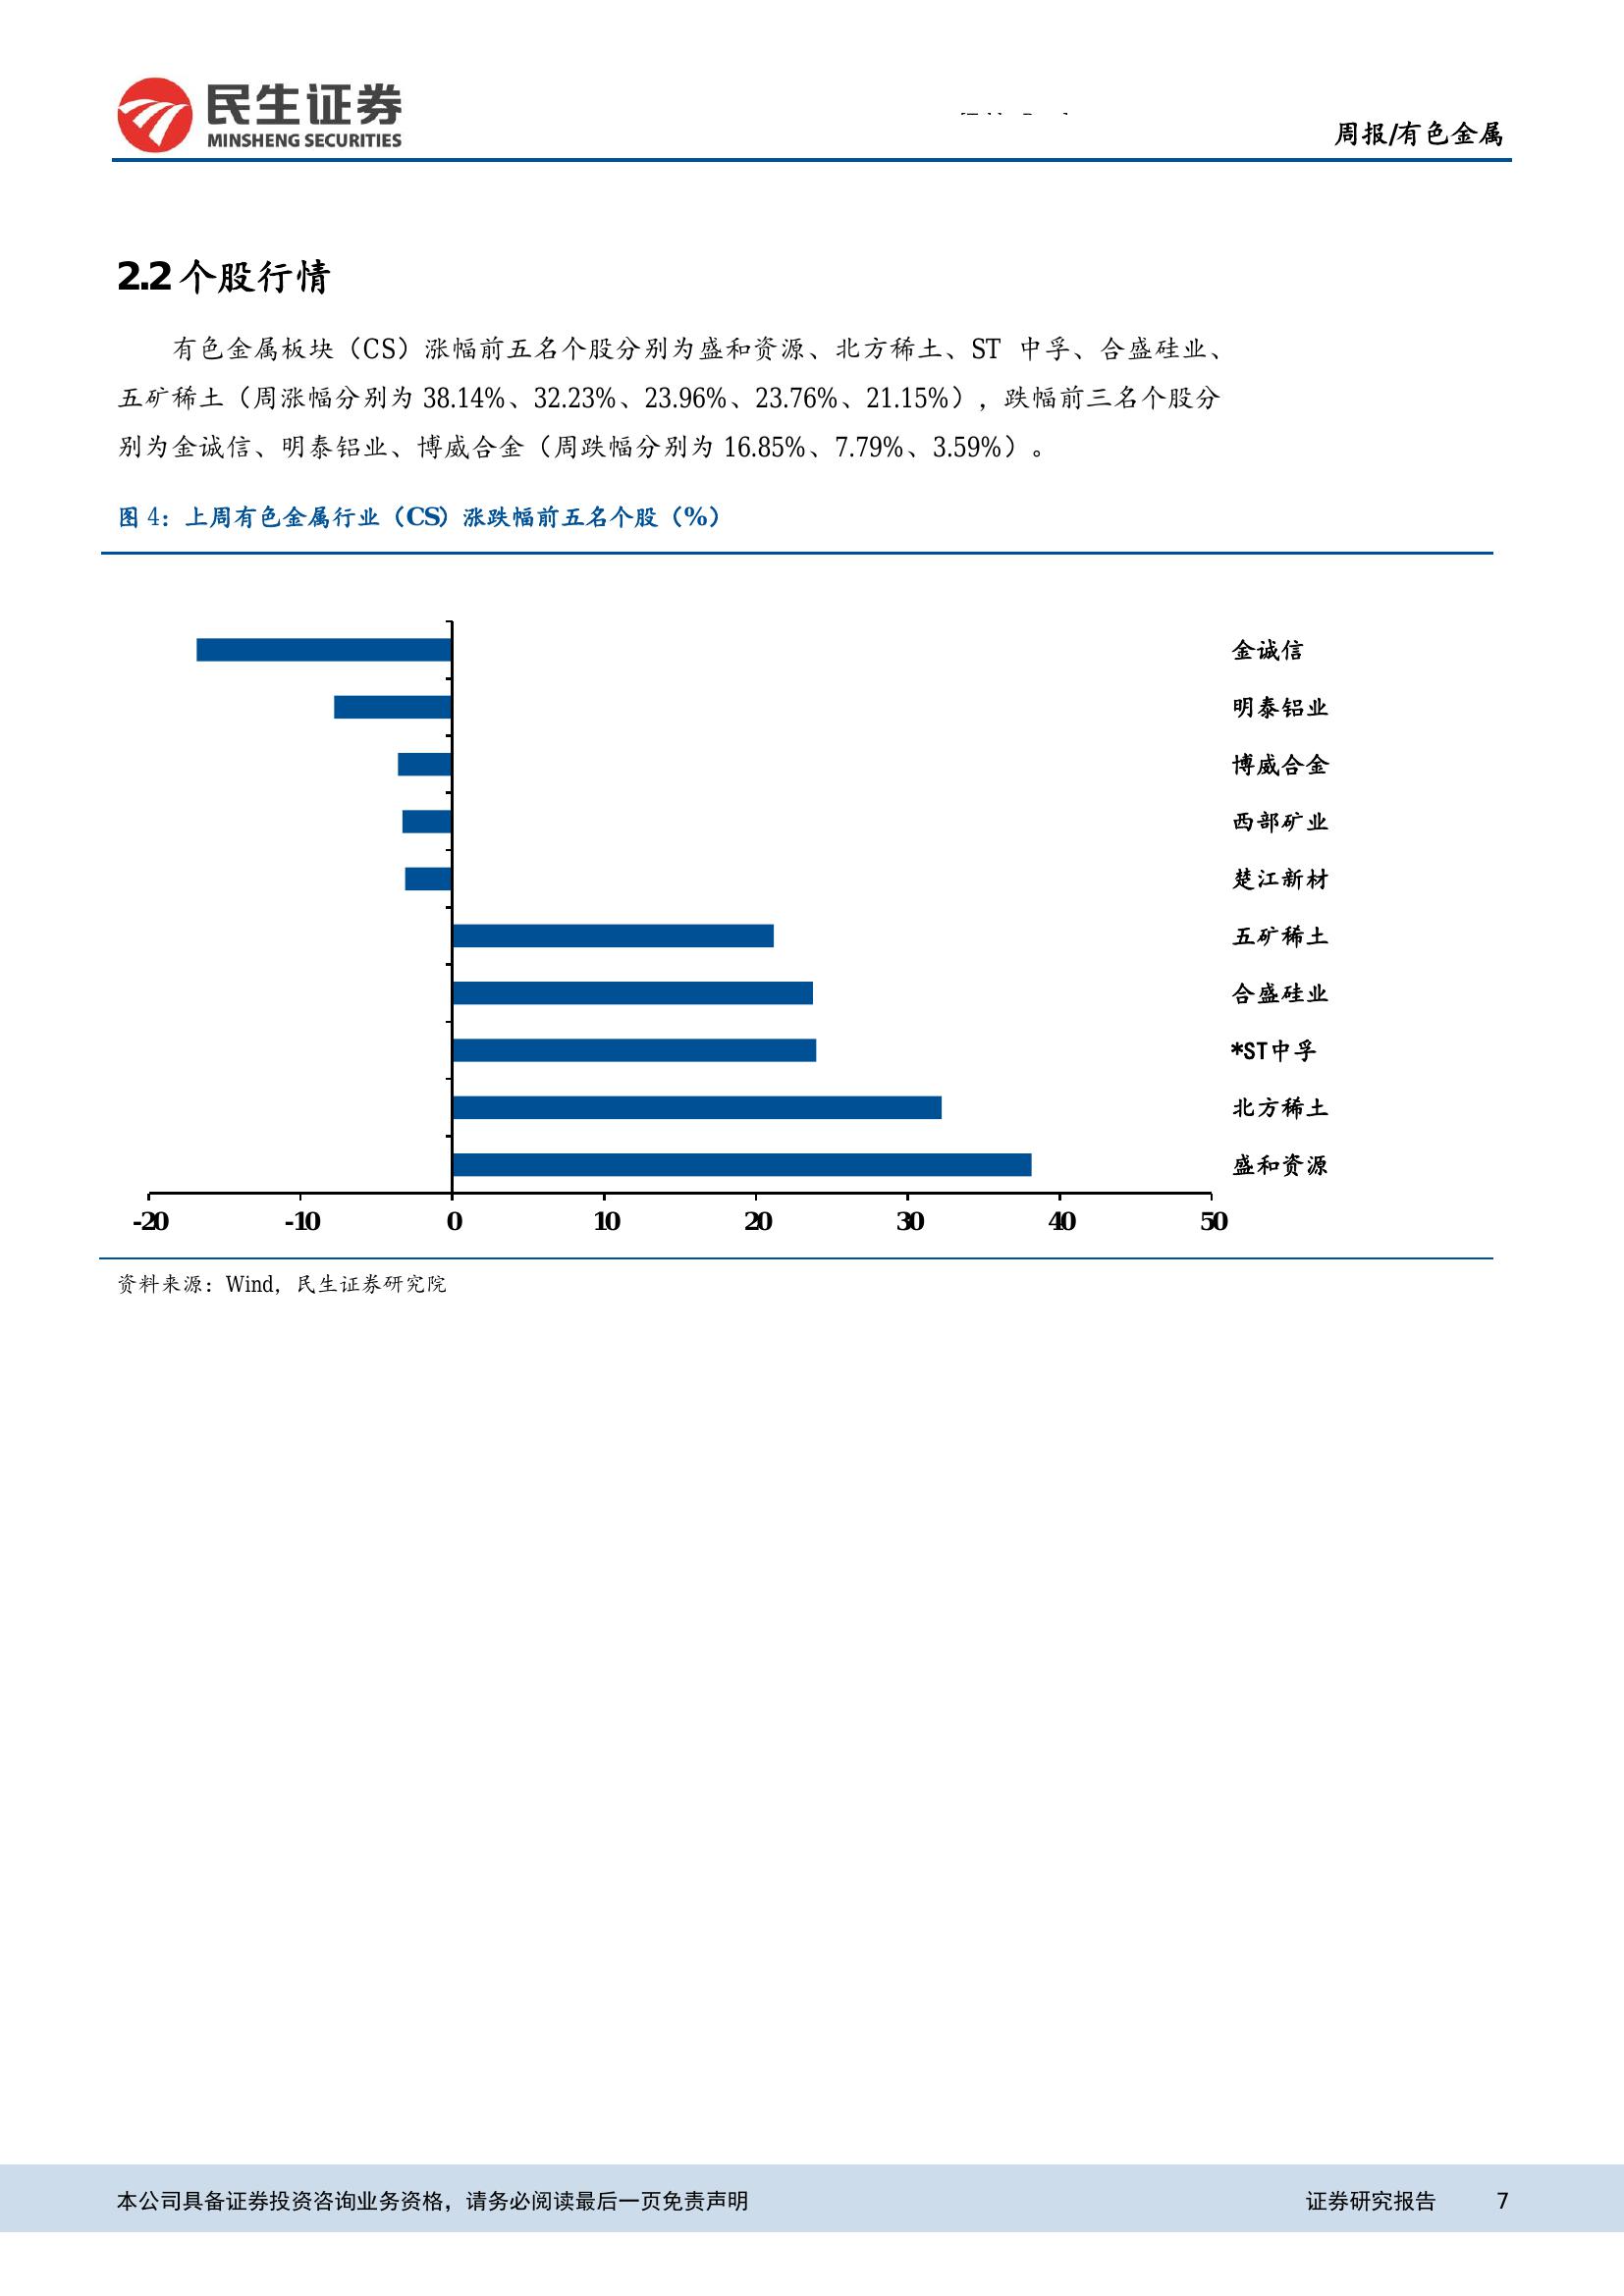 民生证券
MINSHENG SECURITIES
周报/有色金属
2.2 个股行情
有色金属板块（CS）涨幅前五名个股分别为盛和资源、北方稀土、ST 中孚、合盛硅业、
五矿稀土（周涨幅分别为 38.14%、32.23%、23.96%、23.76%、21.15%），跌幅前三名个股分
别为金诚信、明泰铝业、博威合金（周跌幅分别为 16.85%、7.79%、3.59%）。
图 4：上周有色金属行业（CS）涨跌幅前五名个股（%）
金诚信
明泰铝业
博威合金
西部矿业
楚江新材
五矿稀土
合盛硅业
*ST中孚
北方稀土
盛和资源
-20 -10 0 10 20 30 40 50
资料来源：Wind，民生证券研究院
本公司具备证券投资咨询业务资格，请务必阅读最后一页免责声明 证券研究报告 7